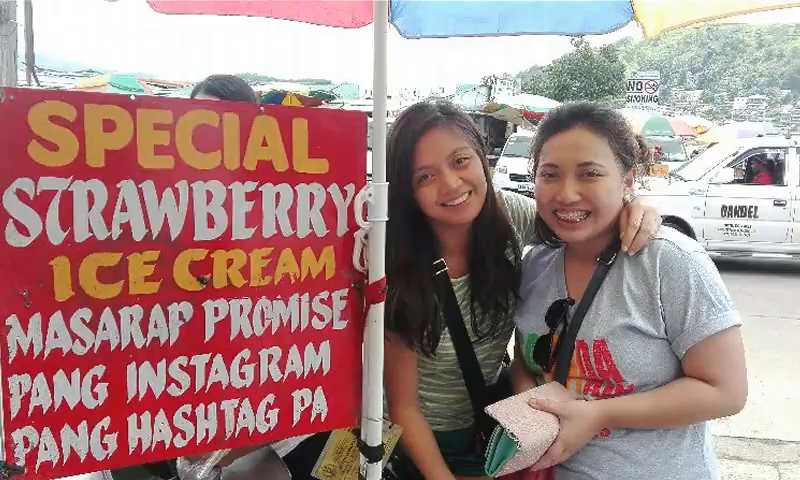 SPECIAL
STRAWBERRY
ICE CREAM
MASARAP PROMISE
PANG INSTAGRAM
PANG HASHTAG PA
NO
SMOKING
DANDEL